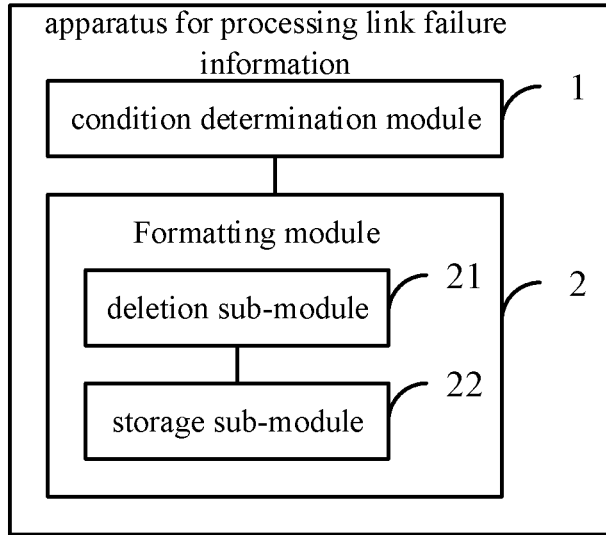 apparatus for processing link failure
information
condition determination module
1
Formatting module
2
deletion sub-module
21
storage sub-module
22